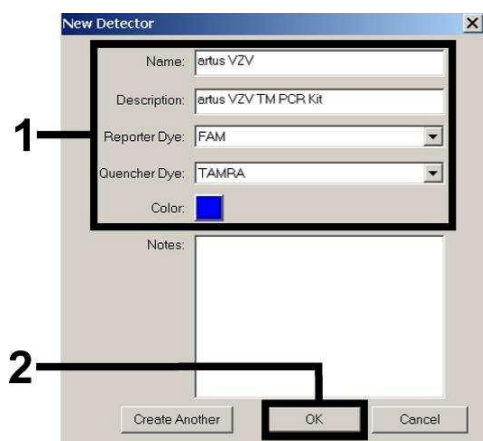 New Detector
Name: artus VZV
Description: artus VZV TM PCR Kit
1
Reporter Dye: FAM
Quencher Dye: TAMRA
Color:
Notes:
2
Create Another OK Cancel